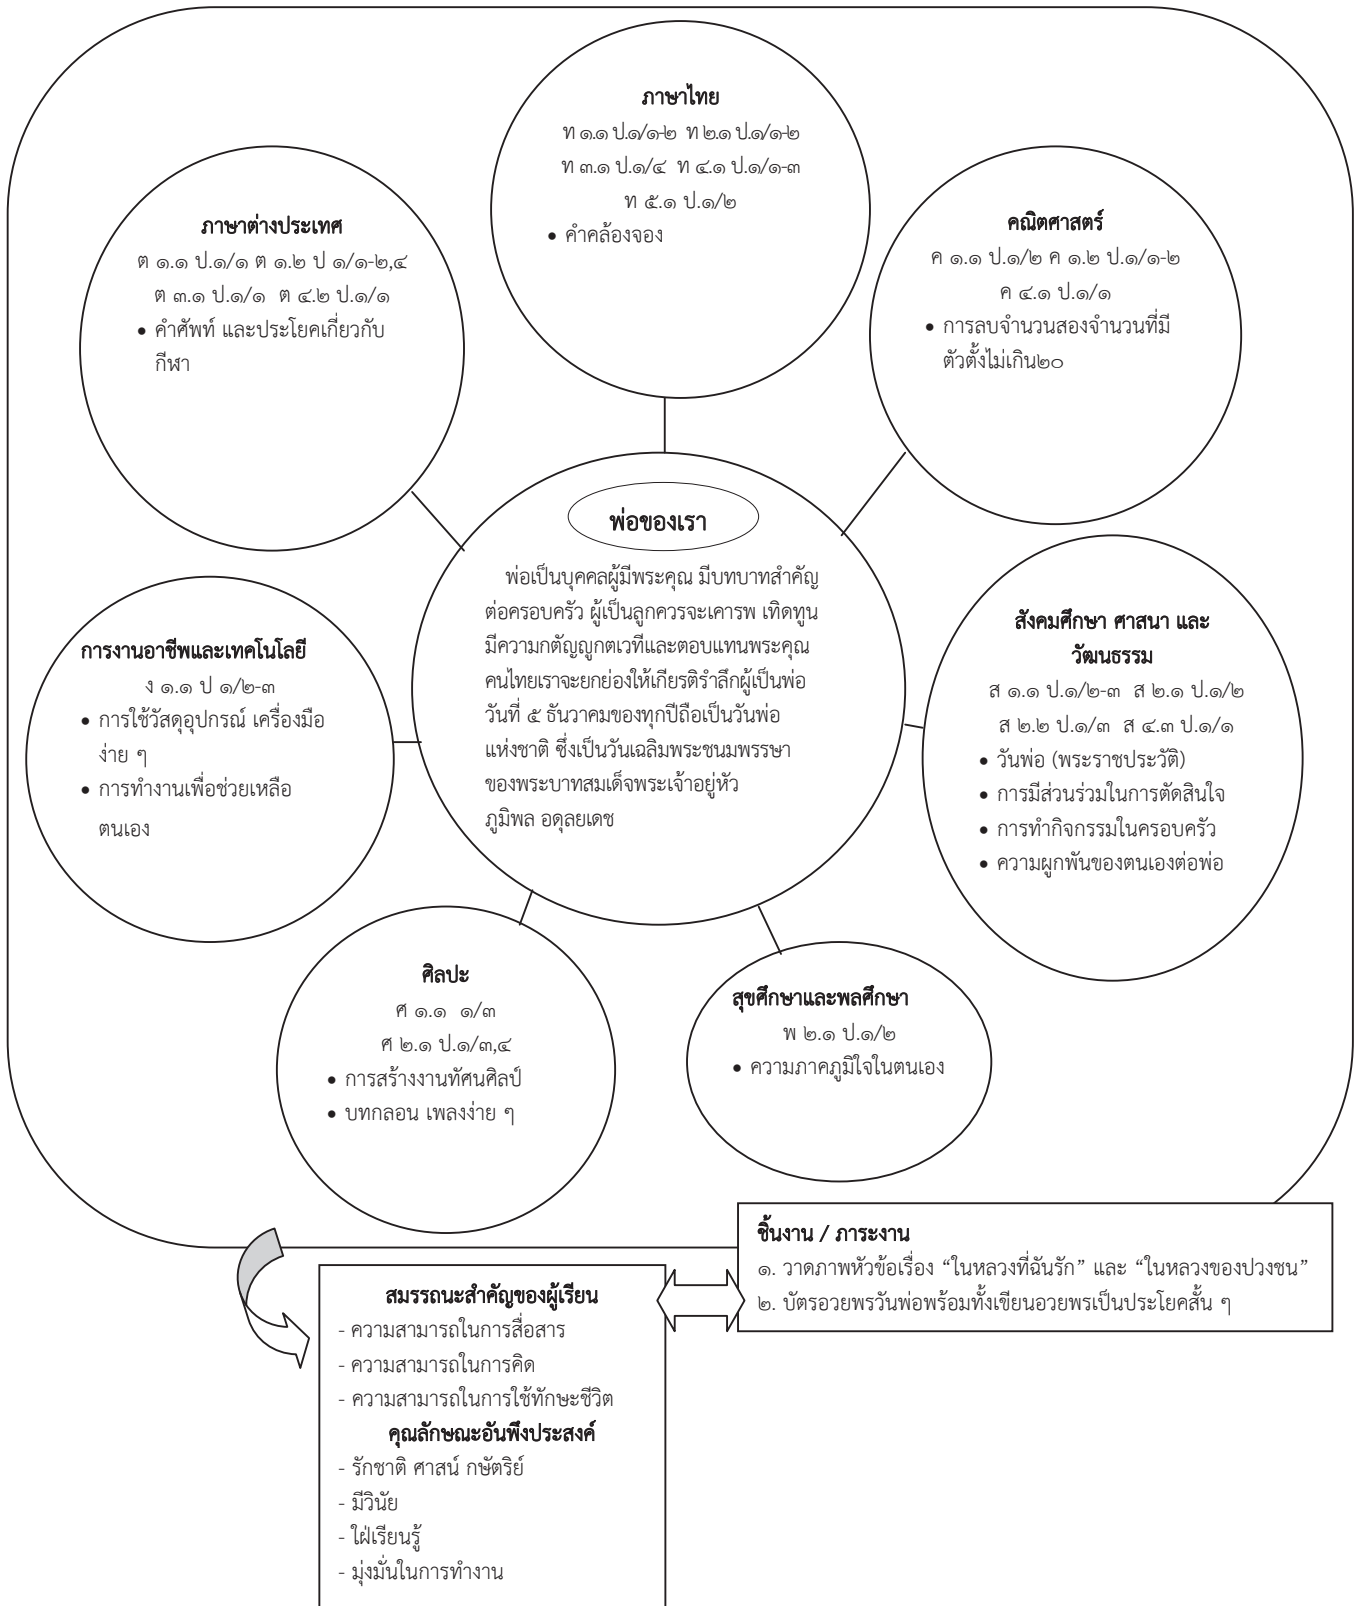 ภาษาไทย
ท ๑.๑ ป.๑/๑-๒ ท ๒.๑ ป.๑/๑-๒
ท ๓.๑ ป.๑/๔ ท ๔.๑ ป.๑/๑-๓
ท ๕.๑ ป.๑/๒
• คำคล้องจอง
ภาษาต่างประเทศ
ต ๑.๑ ป.๑/๑ ต ๑.๒ ป ๑/๑-๒,๔
ต ๓.๑ ป.๑/๑ ต ๔.๒ ป.๑/๑
• คำศัพท์ และประโยคเกี่ยวกับ
กีฬา
คณิตศาสตร์
ค ๑.๑ ป.๑/๒ ค ๑.๒ ป.๑/๑-๒
ค ๔.๑ ป.๑/๑
• การลบจำนวนสองจำนวนที่มี
ตัวตั้งไม่เกิน๒๐
พ่อของเรา
พ่อเป็นบุคคลผู้มีพระคุณ มีบทบาทสำคัญ
ต่อครอบครัว ผู้เป็นลูกควรจะเคารพ เทิดทูน
มีความกตัญญูกตเวทีและตอบแทนพระคุณ
คนไทยเราจะยกย่องให้เกียรติรำลึกผู้เป็นพ่อ
วันที่ ๕ ธันวาคมของทุกปีถือเป็นวันพ่อ
แห่งชาติ ซึ่งเป็นวันเฉลิมพระชนมพรรษา
ของพระบาทสมเด็จพระเจ้าอยู่หัว
ภูมิพล อดุลยเดช
การงานอาชีพและเทคโนโลยี
ง ๑.๑ ป ๑/๒-๓
• การใช้วัสดุอุปกรณ์ เครื่องมือ
ง่าย ๆ
• การทำงานเพื่อช่วยเหลือ
ตนเอง
สังคมศึกษา ศาสนา และ
วัฒนธรรม
ส ๑.๑ ป.๑/๒-๓ ส ๒.๑ ป.๑/๒
ส ๒.๒ ป.๑/๓ ส ๔.๓ ป.๑/๑
• วันพ่อ (พระราชประวัติ)
• การมีส่วนร่วมในการตัดสินใจ
• การทำกิจกรรมในครอบครัว
• ความผูกพันของตนเองต่อพ่อ
ศิลปะ
ศ ๑.๑ ๑/๓
ศ ๒.๑ ป.๑/๓,๔
• การสร้างงานทัศนศิลป์
• บทกลอน เพลงง่าย ๆ
สุขศึกษาและพลศึกษา
พ ๒.๑ ป.๑/๒
• ความภาคภูมิใจในตนเอง
ชิ้นงาน / ภาระงาน
๑. วาดภาพหัวข้อเรื่อง “ในหลวงที่ฉันรัก” และ “ในหลวงของปวงชน”
๒. บัตรอวยพรวันพ่อพร้อมทั้งเขียนอวยพรเป็นประโยคสั้น ๆ
สมรรถนะสำคัญของผู้เรียน
- ความสามารถในการสื่อสาร
- ความสามารถในการคิด
- ความสามารถในการใช้ทักษะชีวิต
คุณลักษณะอันพึงประสงค์
- รักชาติ ศาสน์ กษัตริย์
- มีวินัย
- ใฝ่เรียนรู้
- มุ่งมั่นในการทำงาน